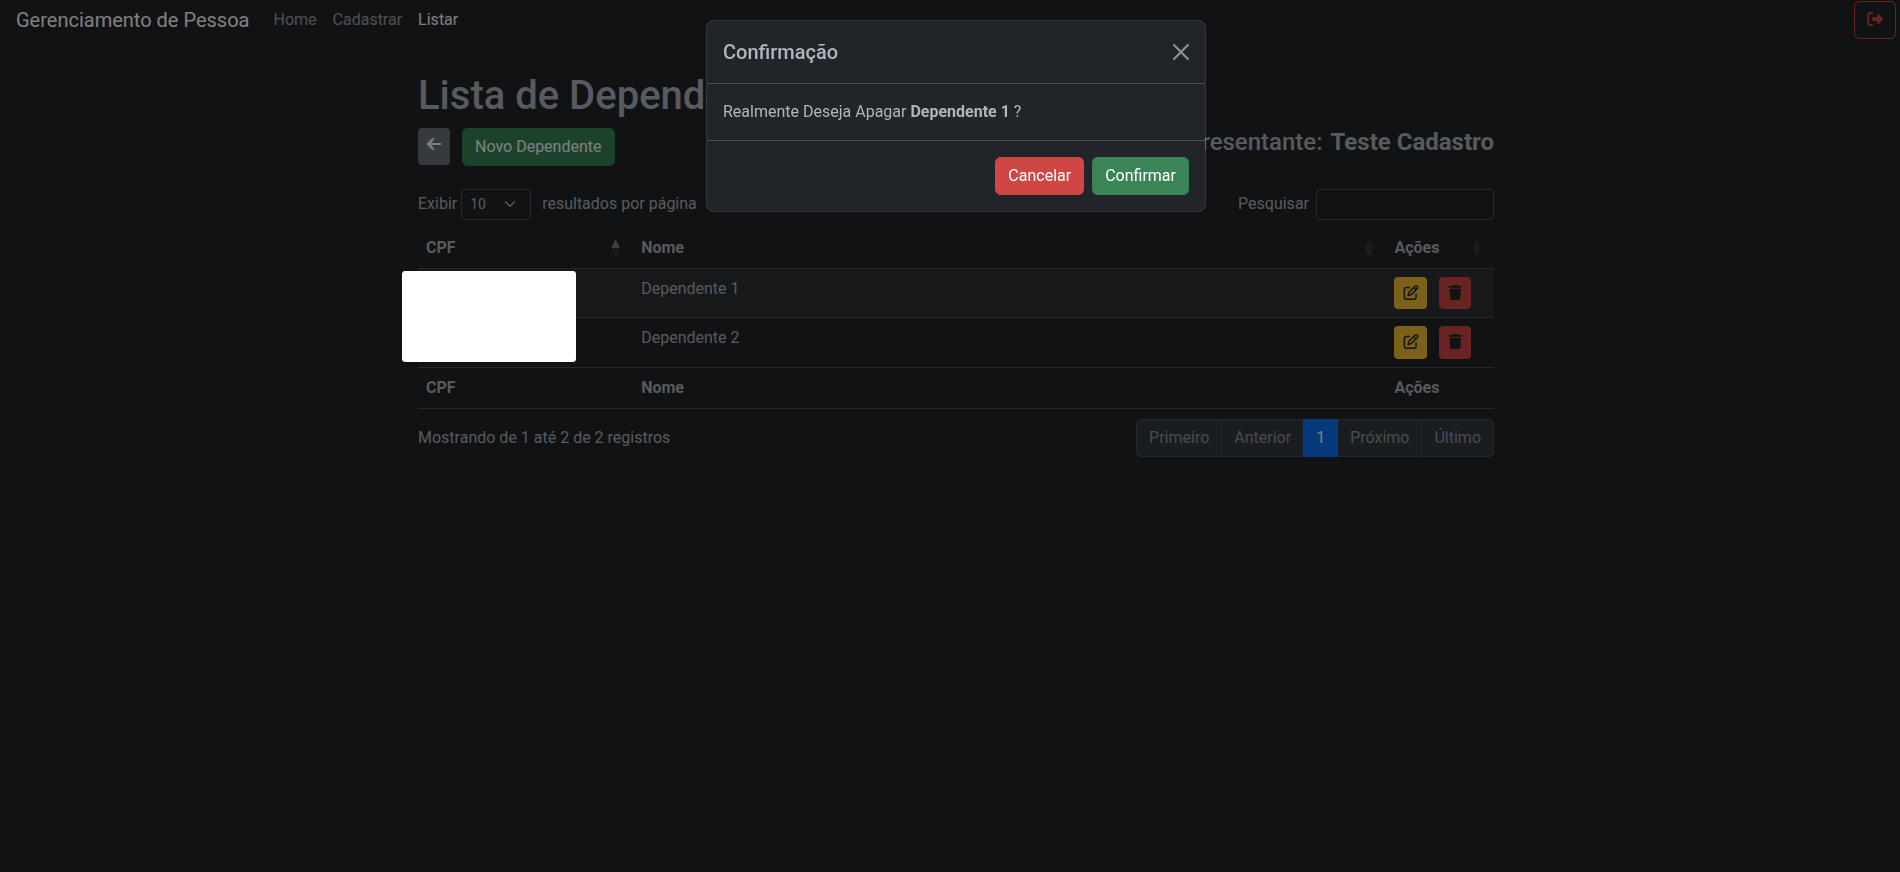 Gerenciamento de Pessoa Home Cadastrar Listar
Confirmação
Realmente Deseja Apagar Dependente 1 ?
Cancelar Confirmar
Lista de Depend
Novo Dependente
resentante: Teste Cadastro
Exibir 10 resultados por página
Pesquisar
CPF Nome Ações
Dependente 1
Dependente 2
CPF Nome Ações
Mostrando de 1 até 2 de 2 registros
Primeiro Anterior 1 Próximo Último